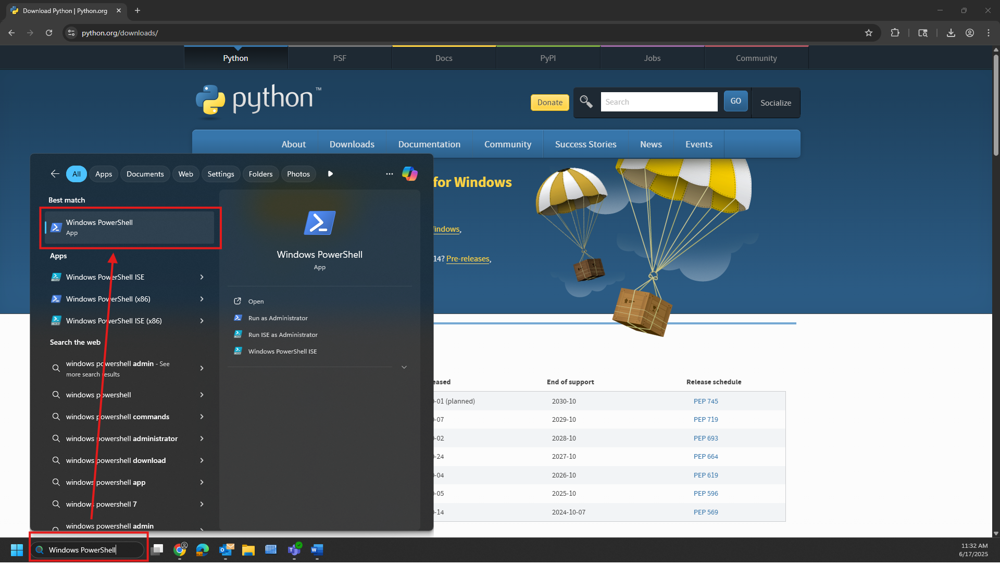 Download Python | Python.org
python.org/downloads/
Python
PSF
Docs
PyPI
Jobs
Community
python™
Donate
Search
GO
Socialize
About
Downloads
Documentation
Community
Success Stories
News
Events
All
Apps
Documents
Web
Settings
Folders
Photos
for Windows
Best match
Windows PowerShell
App
Apps
Windows PowerShell ISE
Windows PowerShell (x86)
Windows PowerShell ISE (x86)
Search the web
windows powershell admin - See
more search results
windows powershell
windows powershell commands
windows powershell administrator
windows powershell download
windows powershell app
windows powershell 7
windows powershell admin
Windows PowerShell
App
Open
Run as Administrator
Run ISE as Administrator
Windows PowerShell ISE
indows,
14? Pre-releases,
eased
End of support
Release schedule
-01 (planned)
2030-10
PEP 745
-07
2029-10
PEP 719
-02
2028-10
PEP 693
-24
2027-10
PEP 664
-04
2026-10
PEP 619
-05
2025-10
PEP 596
-14
2024-10-07
PEP 569
Windows PowerShell
11:32 AM
6/17/2025